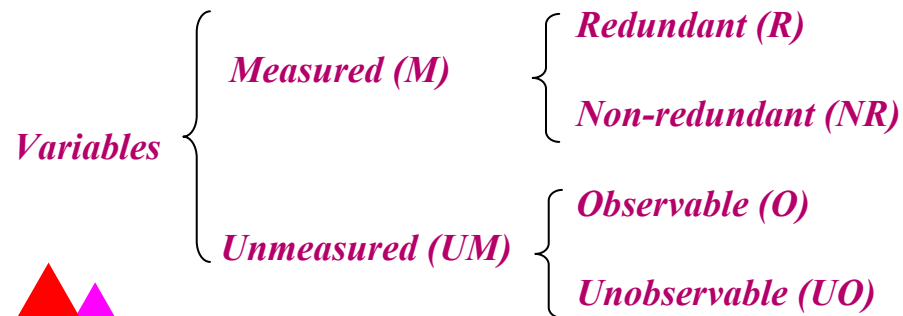 Redundant (R)
Measured (M)
Non-redundant (NR)
Variables
Observable (O)
Unmeasured (UM)
Unobservable (UO)